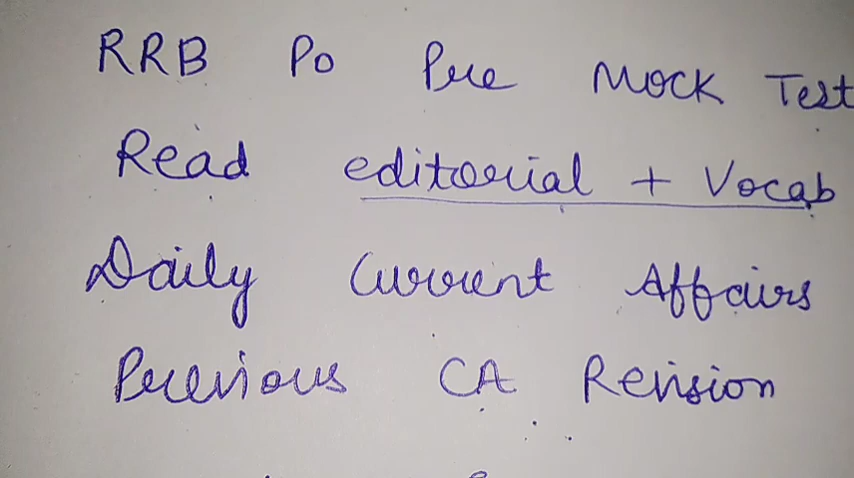 RRB PO Pre Mock Test
Read editorial + Vocab
Daily Current Affairs
Previous CA Revision